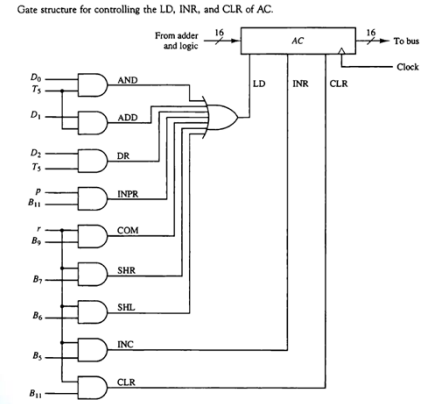 Gate structure for controlling the LD, INR, and CLR of AC.
From adder and logic
16
AC
16
To bus
Clock
LD
INR
CLR
D₀
T₅
AND
D₁
ADD
D₂
T₅
DR
p
B₁₁
INPR
r
B₉
COM
B₇
SHR
B₆
SHL
B₅
INC
B₁₁
CLR